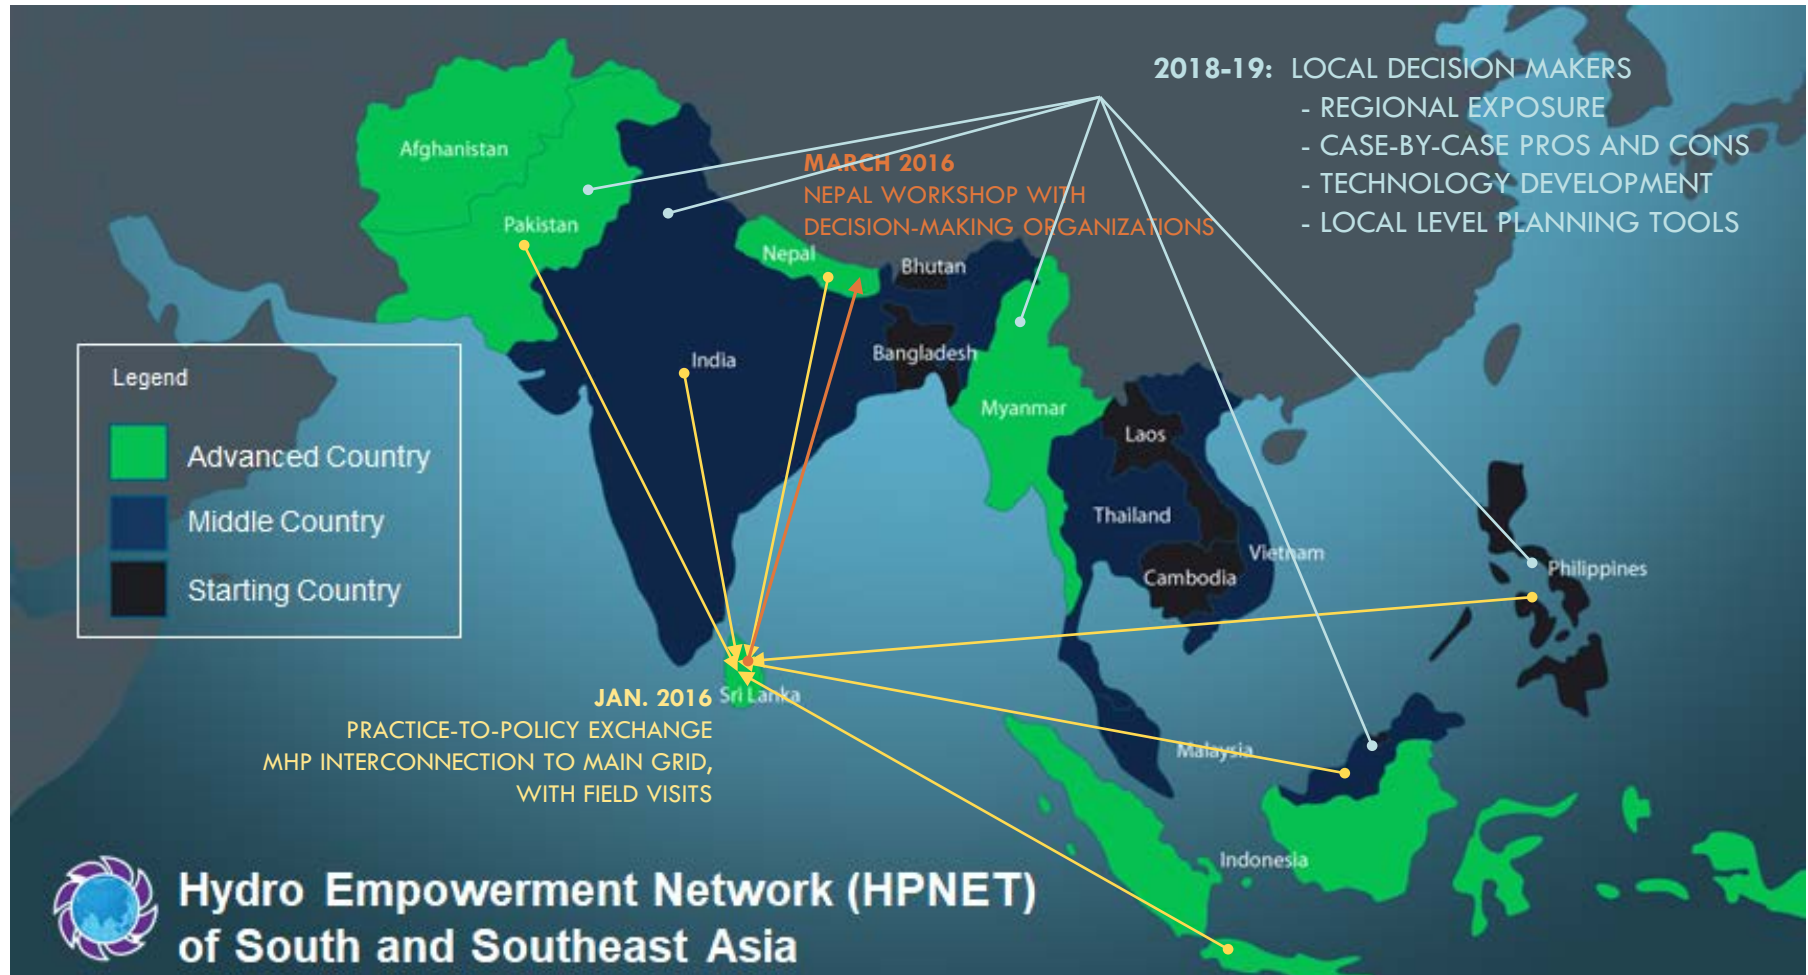 2018-19: LOCAL DECISION MAKERS
- REGIONAL EXPOSURE
- CASE-BY-CASE PROS AND CONS
- TECHNOLOGY DEVELOPMENT
- LOCAL LEVEL PLANNING TOOLS
MARCH 2016
NEPAL WORKSHOP WITH
DECISION-MAKING ORGANIZATIONS
Afghanistan
Pakistan
Nepal
Bhutan
India
Bangladesh
Myanmar
Laos
Thailand
Vietnam
Cambodia
Philippines
Sri Lanka
Malaysia
Indonesia
Legend
Advanced Country
Middle Country
Starting Country
JAN. 2016
PRACTICE-TO-POLICY EXCHANGE
MHP INTERCONNECTION TO MAIN GRID,
WITH FIELD VISITS
Hydro Empowerment Network (HPNET)
of South and Southeast Asia